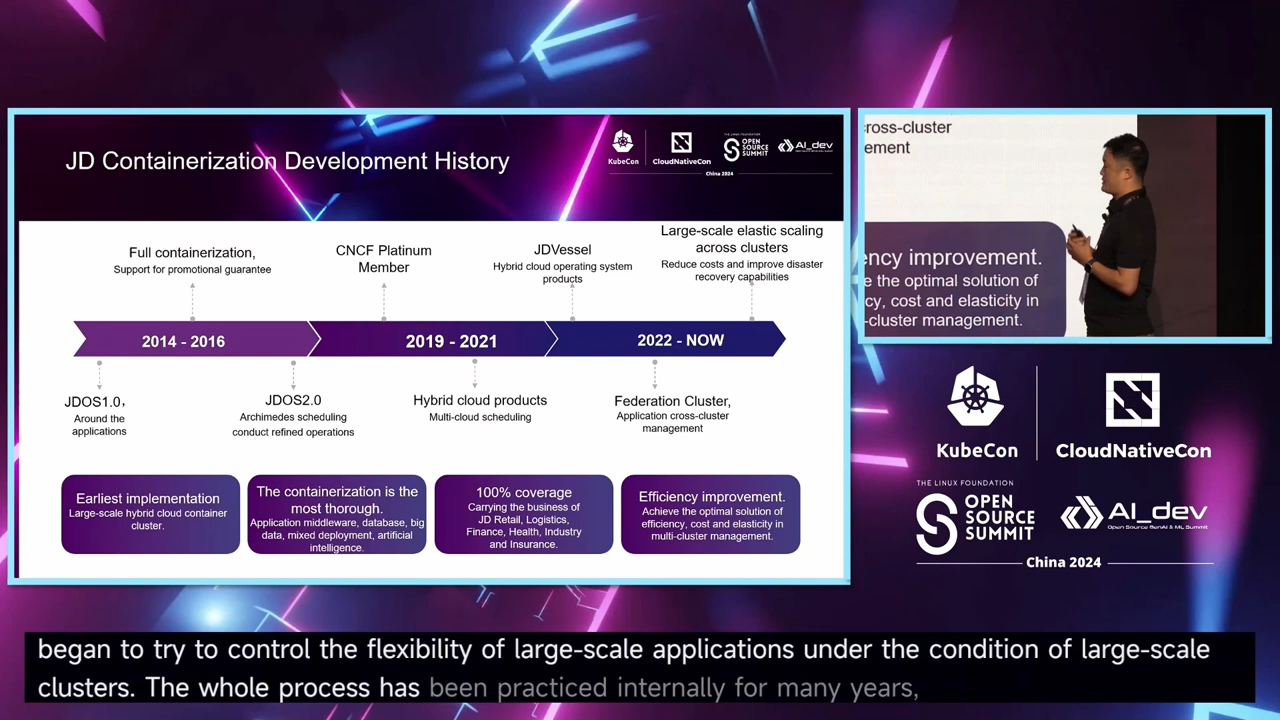 JD Containerization Development History
KubeCon
CloudNativeCon
THE LINUX FOUNDATION
OPEN
SOURCE
SUMMIT
AI_dev
China 2024
Full containerization,
Support for promotional guarantee
CNCF Platinum
Member
JDVessel
Hybrid cloud operating system
products
Large-scale elastic scaling
across clusters
Reduce costs and improve disaster
recovery capabilities
2014 - 2016
2019 - 2021
2022 - NOW
JDOS1.0,
Around the
applications
JDOS2.0
Archimedes scheduling
conduct refined operations
Hybrid cloud products
Multi-cloud scheduling
Federation Cluster,
Application cross-cluster
management
Earliest implementation
Large-scale hybrid cloud container
cluster.
The containerization is the
most thorough.
Application middleware, database, big
data, mixed deployment, artificial
intelligence.
100% coverage
Carrying the business of
JD Retail, Logistics,
Finance, Health, Industry
and Insurance.
Efficiency improvement.
Achieve the optimal solution of
efficiency, cost and elasticity in
multi-cluster management.
cross-cluster
ement
ency improvement.
e the optimal solution of
cy, cost and elasticity in
-cluster management.
KubeCon
CloudNativeCon
THE LINUX FOUNDATION
OPEN
SOURCE
SUMMIT
AI_dev
Open Source GenAI & ML Summit
China 2024
began to try to control the flexibility of large-scale applications under the condition of large-scale
clusters. The whole process has been practiced internally for many years,